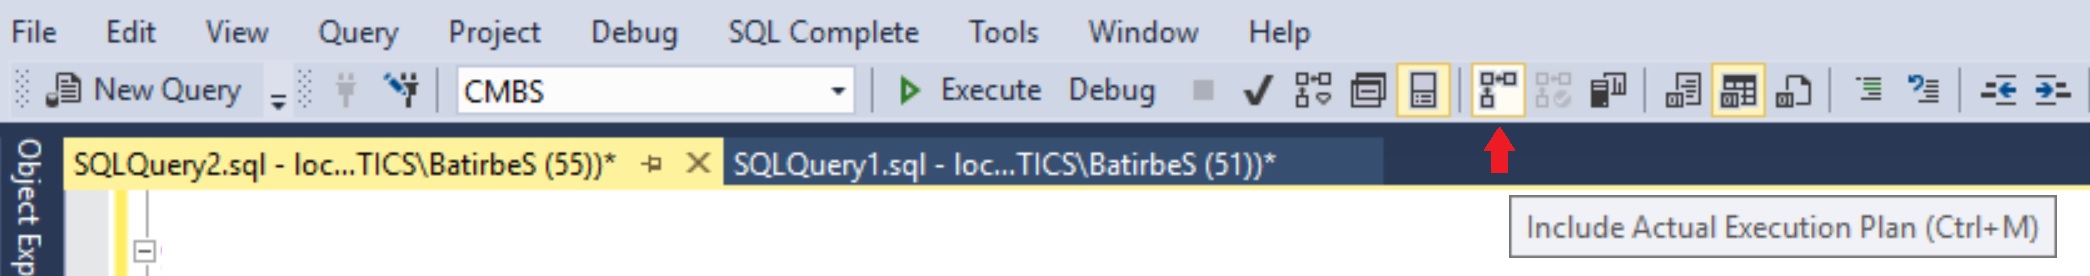 File Edit View Query Project Debug SQL Complete Tools Window Help
New Query CMBS Execute Debug
SQLQuery2.sql - loc...TICS\BatirbeS (55))* SQLQuery1.sql - loc...TICS\BatirbeS (51))*
Object Exp
Include Actual Execution Plan (Ctrl+M)